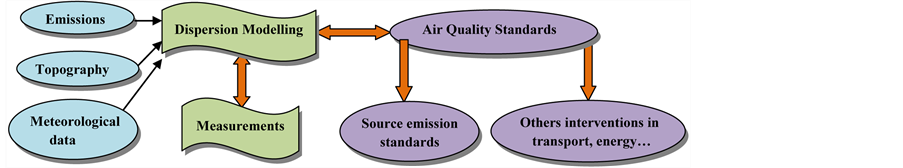 Emissions
Dispersion Modelling
Air Quality Standards
Topography
Meteorological
data
Measurements
Source emission
standards
Others interventions in
transport, energy…